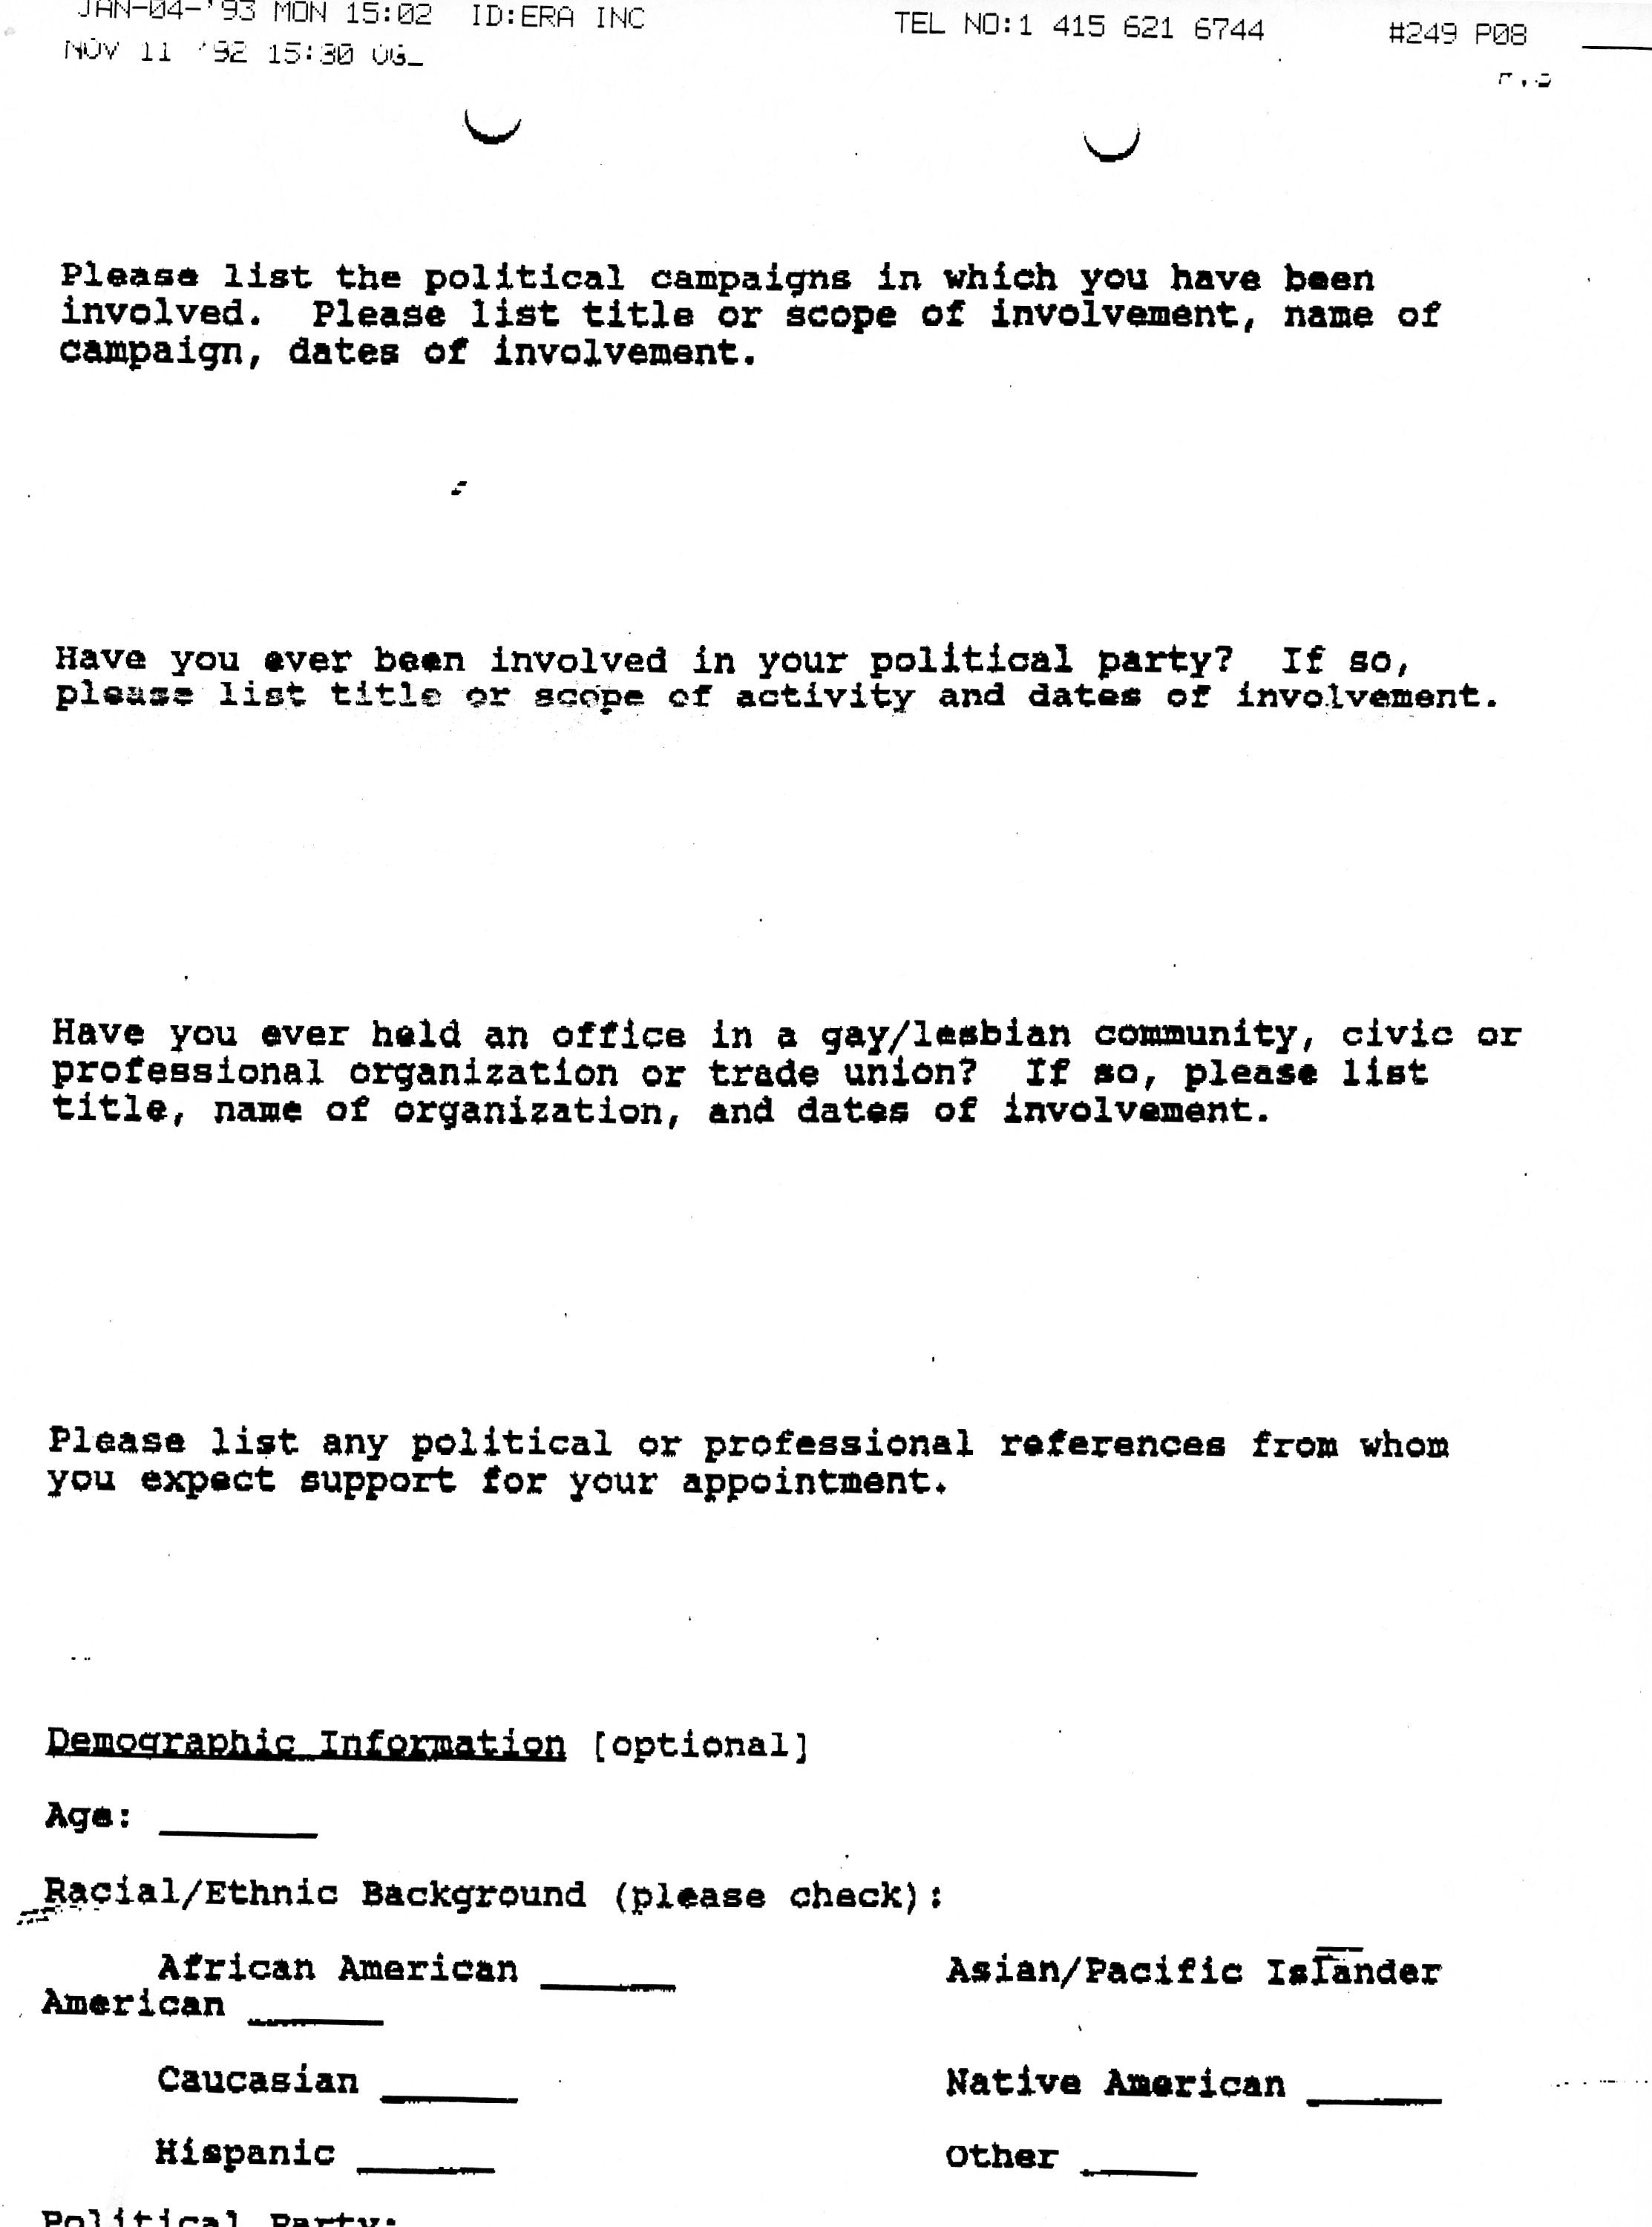 JAN-04-'93 MON 15:02 ID:ERA INC TEL NO:1 415 621 6744 #249 P08
NOV 11 '92 15:30
Please list the political campaigns in which you have been
involved. Please list title or scope of involvement, name of
campaign, dates of involvement.
Have you ever been involved in your political party? If so,
please list title or scope of activity and dates of involvement.
Have you ever held an office in a gay/lesbian community, civic or
professional organization or trade union? If so, please list
title, name of organization, and dates of involvement.
Please list any political or professional references from whom
you expect support for your appointment.
Demographic Information [optional]
Age: ______
Racial/Ethnic Background (please check):
African American ______ Asian/Pacific Islander
American ______
Caucasian ______ Native American ______
Hispanic ______ Other ______
Political Party: